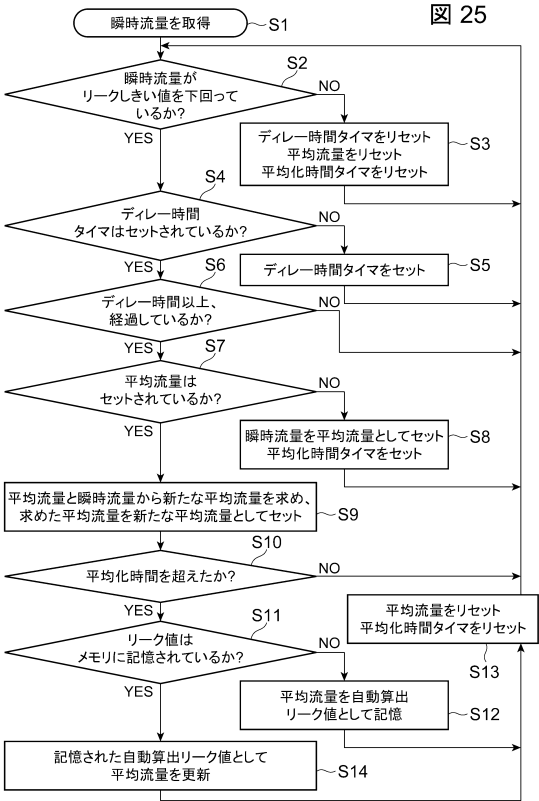 図 25
瞬時流量を取得
S1
S2
瞬時流量が
リークしきい値を下回って
いるか?
NO
YES
ディレー時間タイマをリセット
平均流量をリセット
平均化時間タイマをリセット
S3
S4
ディレー時間
タイマはセットされているか?
NO
YES
ディレー時間タイマをセット
S5
S6
ディレー時間以上、
経過しているか?
NO
YES
S7
平均流量は
セットされているか?
NO
YES
瞬時流量を平均流量としてセット
平均化時間タイマをセット
S8
平均流量と瞬時流量から新たな平均流量を求め、
求めた平均流量を新たな平均流量としてセット
S9
S10
平均化時間を超えたか?
NO
YES
S11
リーク値は
メモリに記憶されているか?
NO
YES
平均流量をリセット
平均化時間タイマをリセット
S13
平均流量を自動算出
リーク値として記憶
S12
記憶された自動算出リーク値として
平均流量を更新
S14